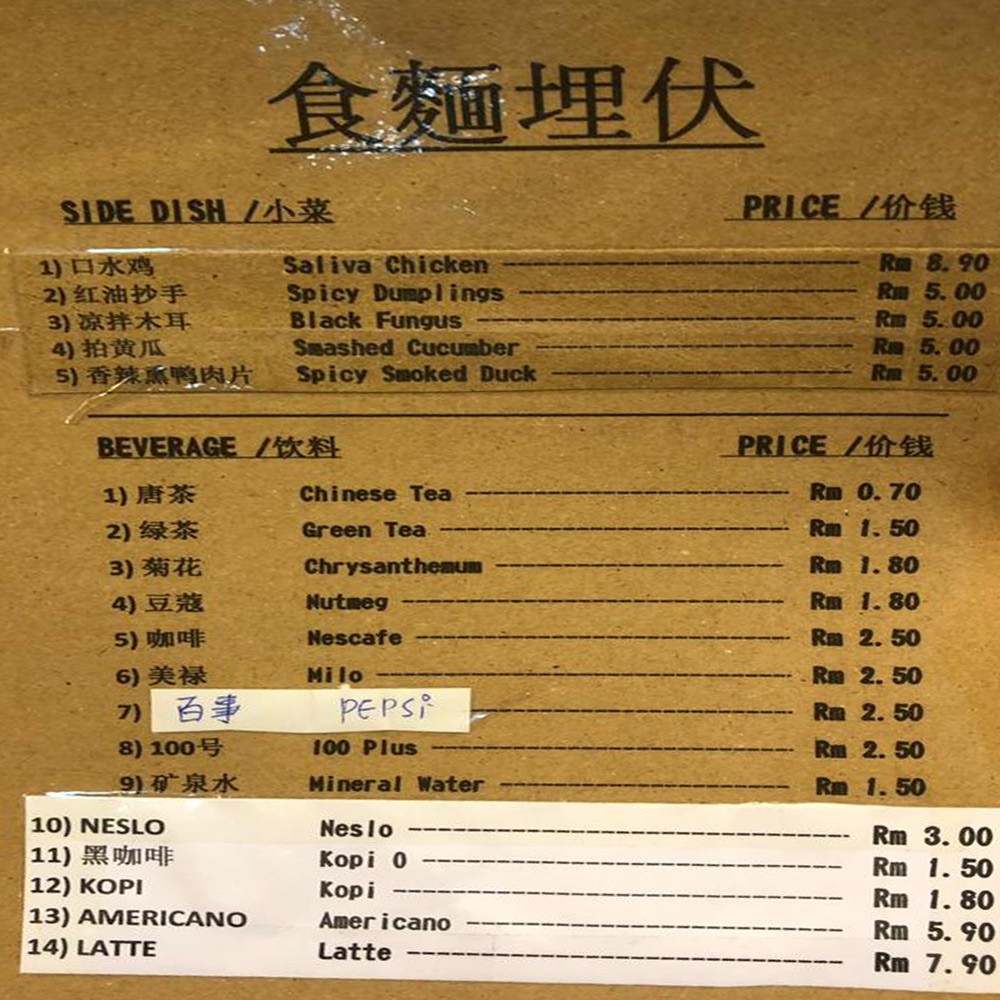 食麵埋伏
SIDE DISH /小菜 PRICE /价钱
1) 口水鸡 Saliva Chicken Rm 8.90
2) 红油抄手 Spicy Dumplings Rm 5.00
3) 凉拌木耳 Black Fungus Rm 5.00
4) 拍黄瓜 Smashed Cucumber Rm 5.00
5) 香辣熏鸭肉片 Spicy Smoked Duck Rm 5.00
BEVERAGE /饮料 PRICE /价钱
1) 唐茶 Chinese Tea Rm 0.70
2) 绿茶 Green Tea Rm 1.50
3) 菊花 Chrysanthemum Rm 1.80
4) 豆蔻 Nutmeg Rm 1.80
5) 咖啡 Nescafe Rm 2.50
6) 美禄 Milo Rm 2.50
7) 百事 PEPSi Rm 2.50
8) 100号 100 Plus Rm 2.50
9) 矿泉水 Mineral Water Rm 1.50
10) NESLO Neslo Rm 3.00
11) 黑咖啡 Kopi O Rm 1.50
12) KOPI Kopi Rm 1.80
13) AMERICANO Americano Rm 5.90
14) LATTE Latte Rm 7.90